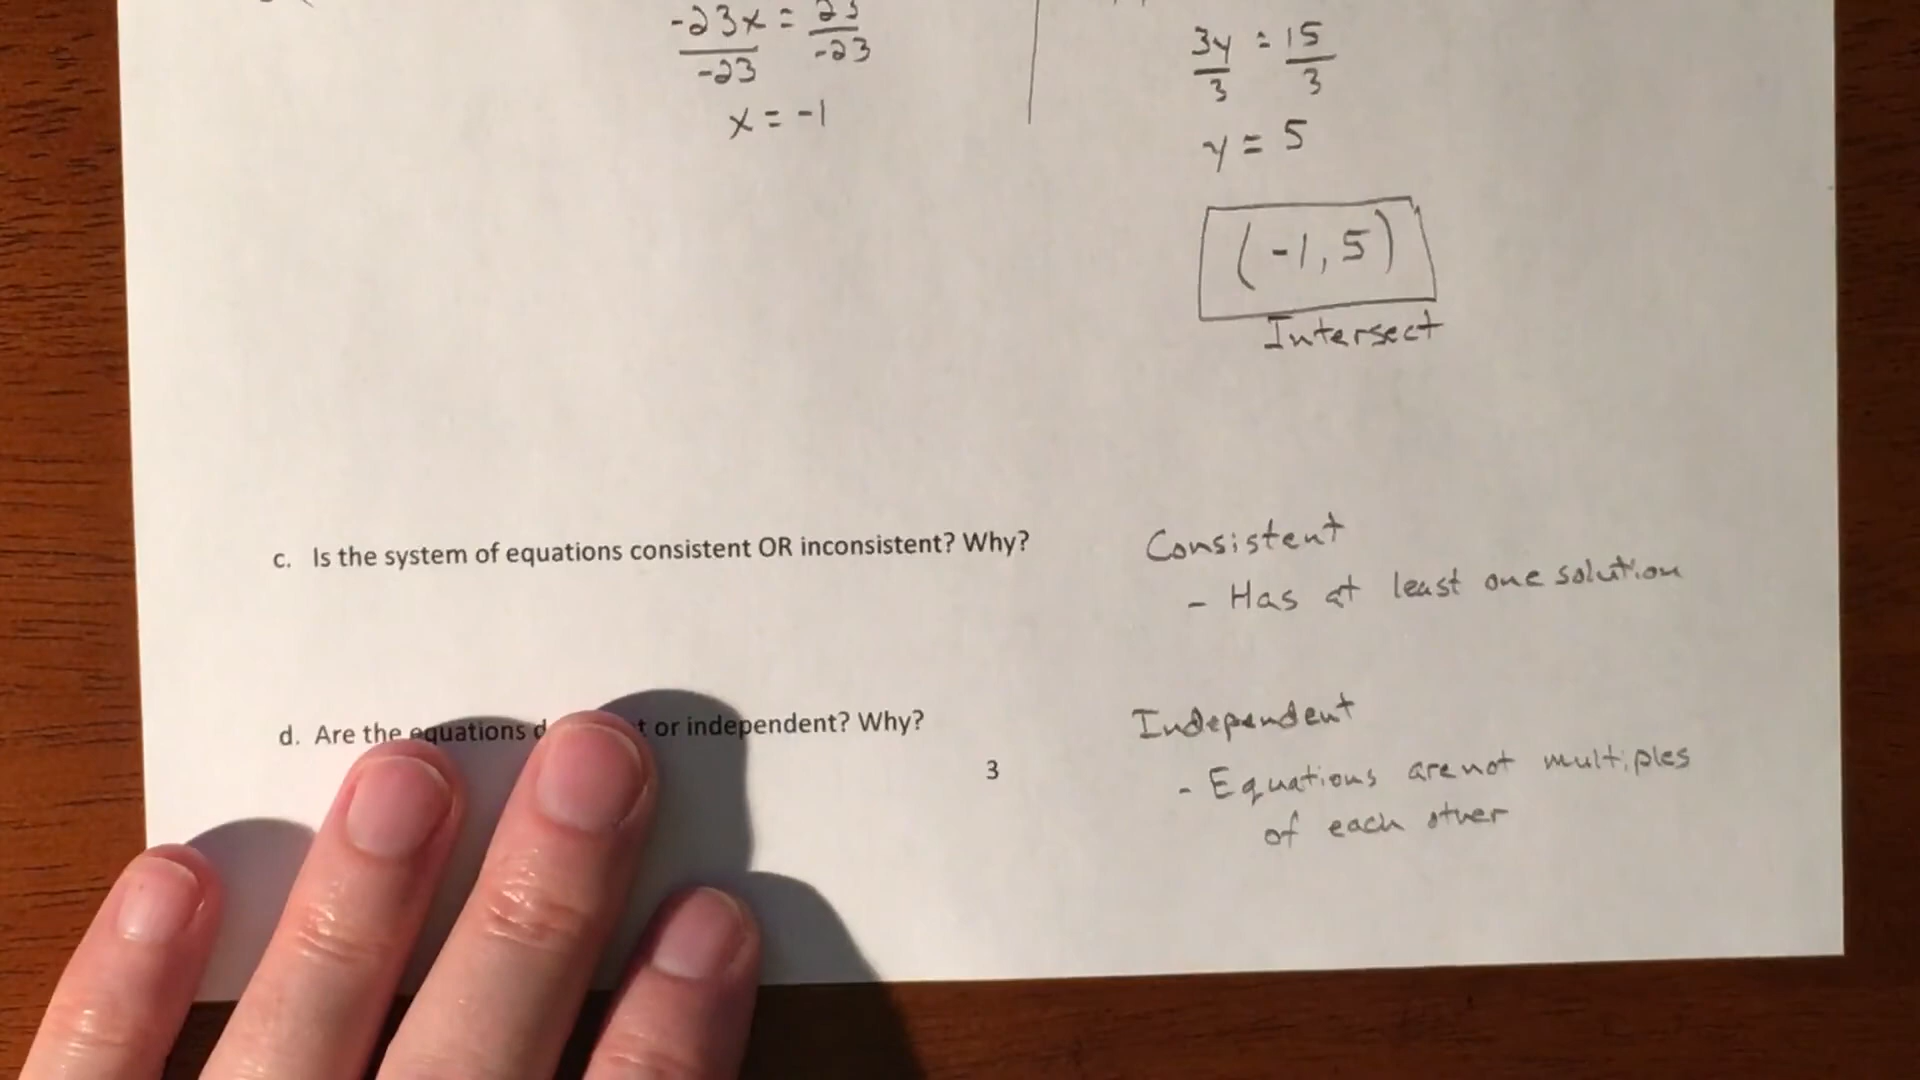 -23x = 23
-23 -23
x = -1
3y = 15
3 3
y = 5
(-1, 5)
Intersect
c. Is the system of equations consistent OR inconsistent? Why?
Consistent
- Has at least one solution
d. Are the equations or independent? Why?
Independent
- Equations are not multiples
of each other
3